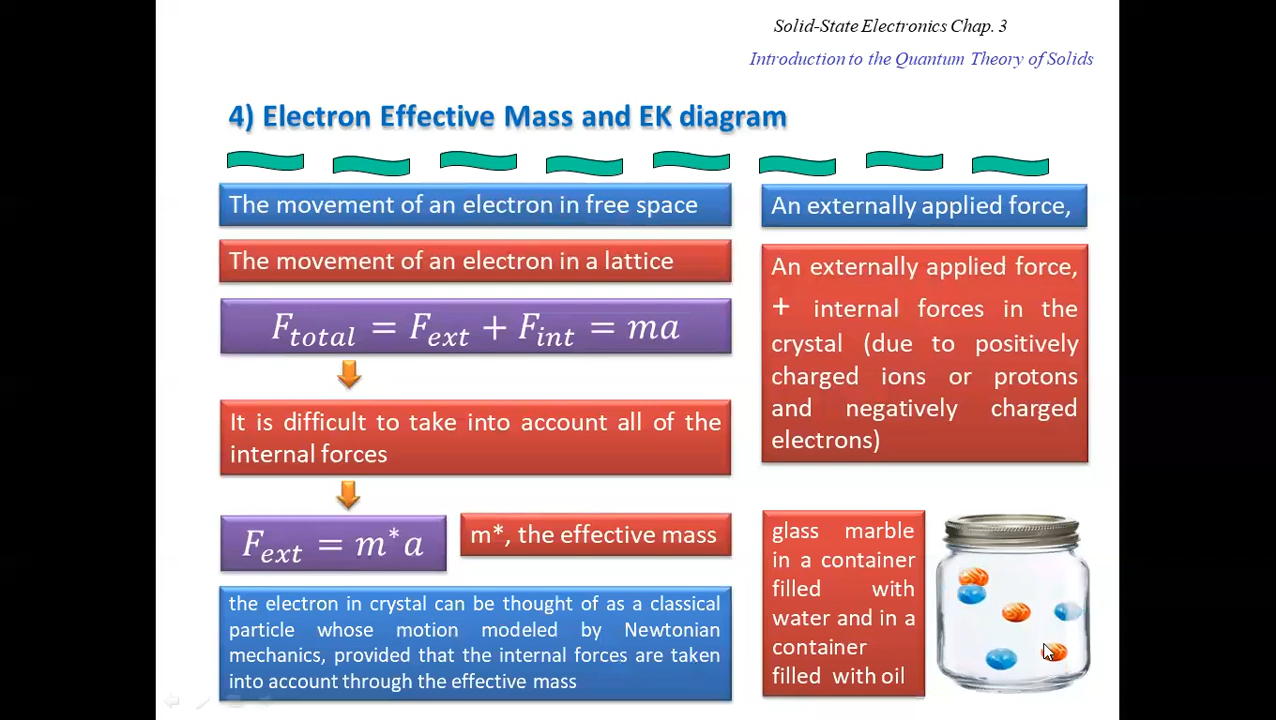 Solid-State Electronics Chap. 3
Introduction to the Quantum Theory of Solids
4) Electron Effective Mass and EK diagram
The movement of an electron in free space
An externally applied force,
The movement of an electron in a lattice
An externally applied force,
+ internal forces in the
crystal (due to positively
charged ions or protons
and negatively charged
electrons)
F_total = F_ext + F_int = ma
It is difficult to take into account all of the
internal forces
F_ext = m*a
m*, the effective mass
the electron in crystal can be thought of as a classical
particle whose motion modeled by Newtonian
mechanics, provided that the internal forces are taken
into account through the effective mass
glass marble
in a container
filled with
water and in a
container
filled with oil